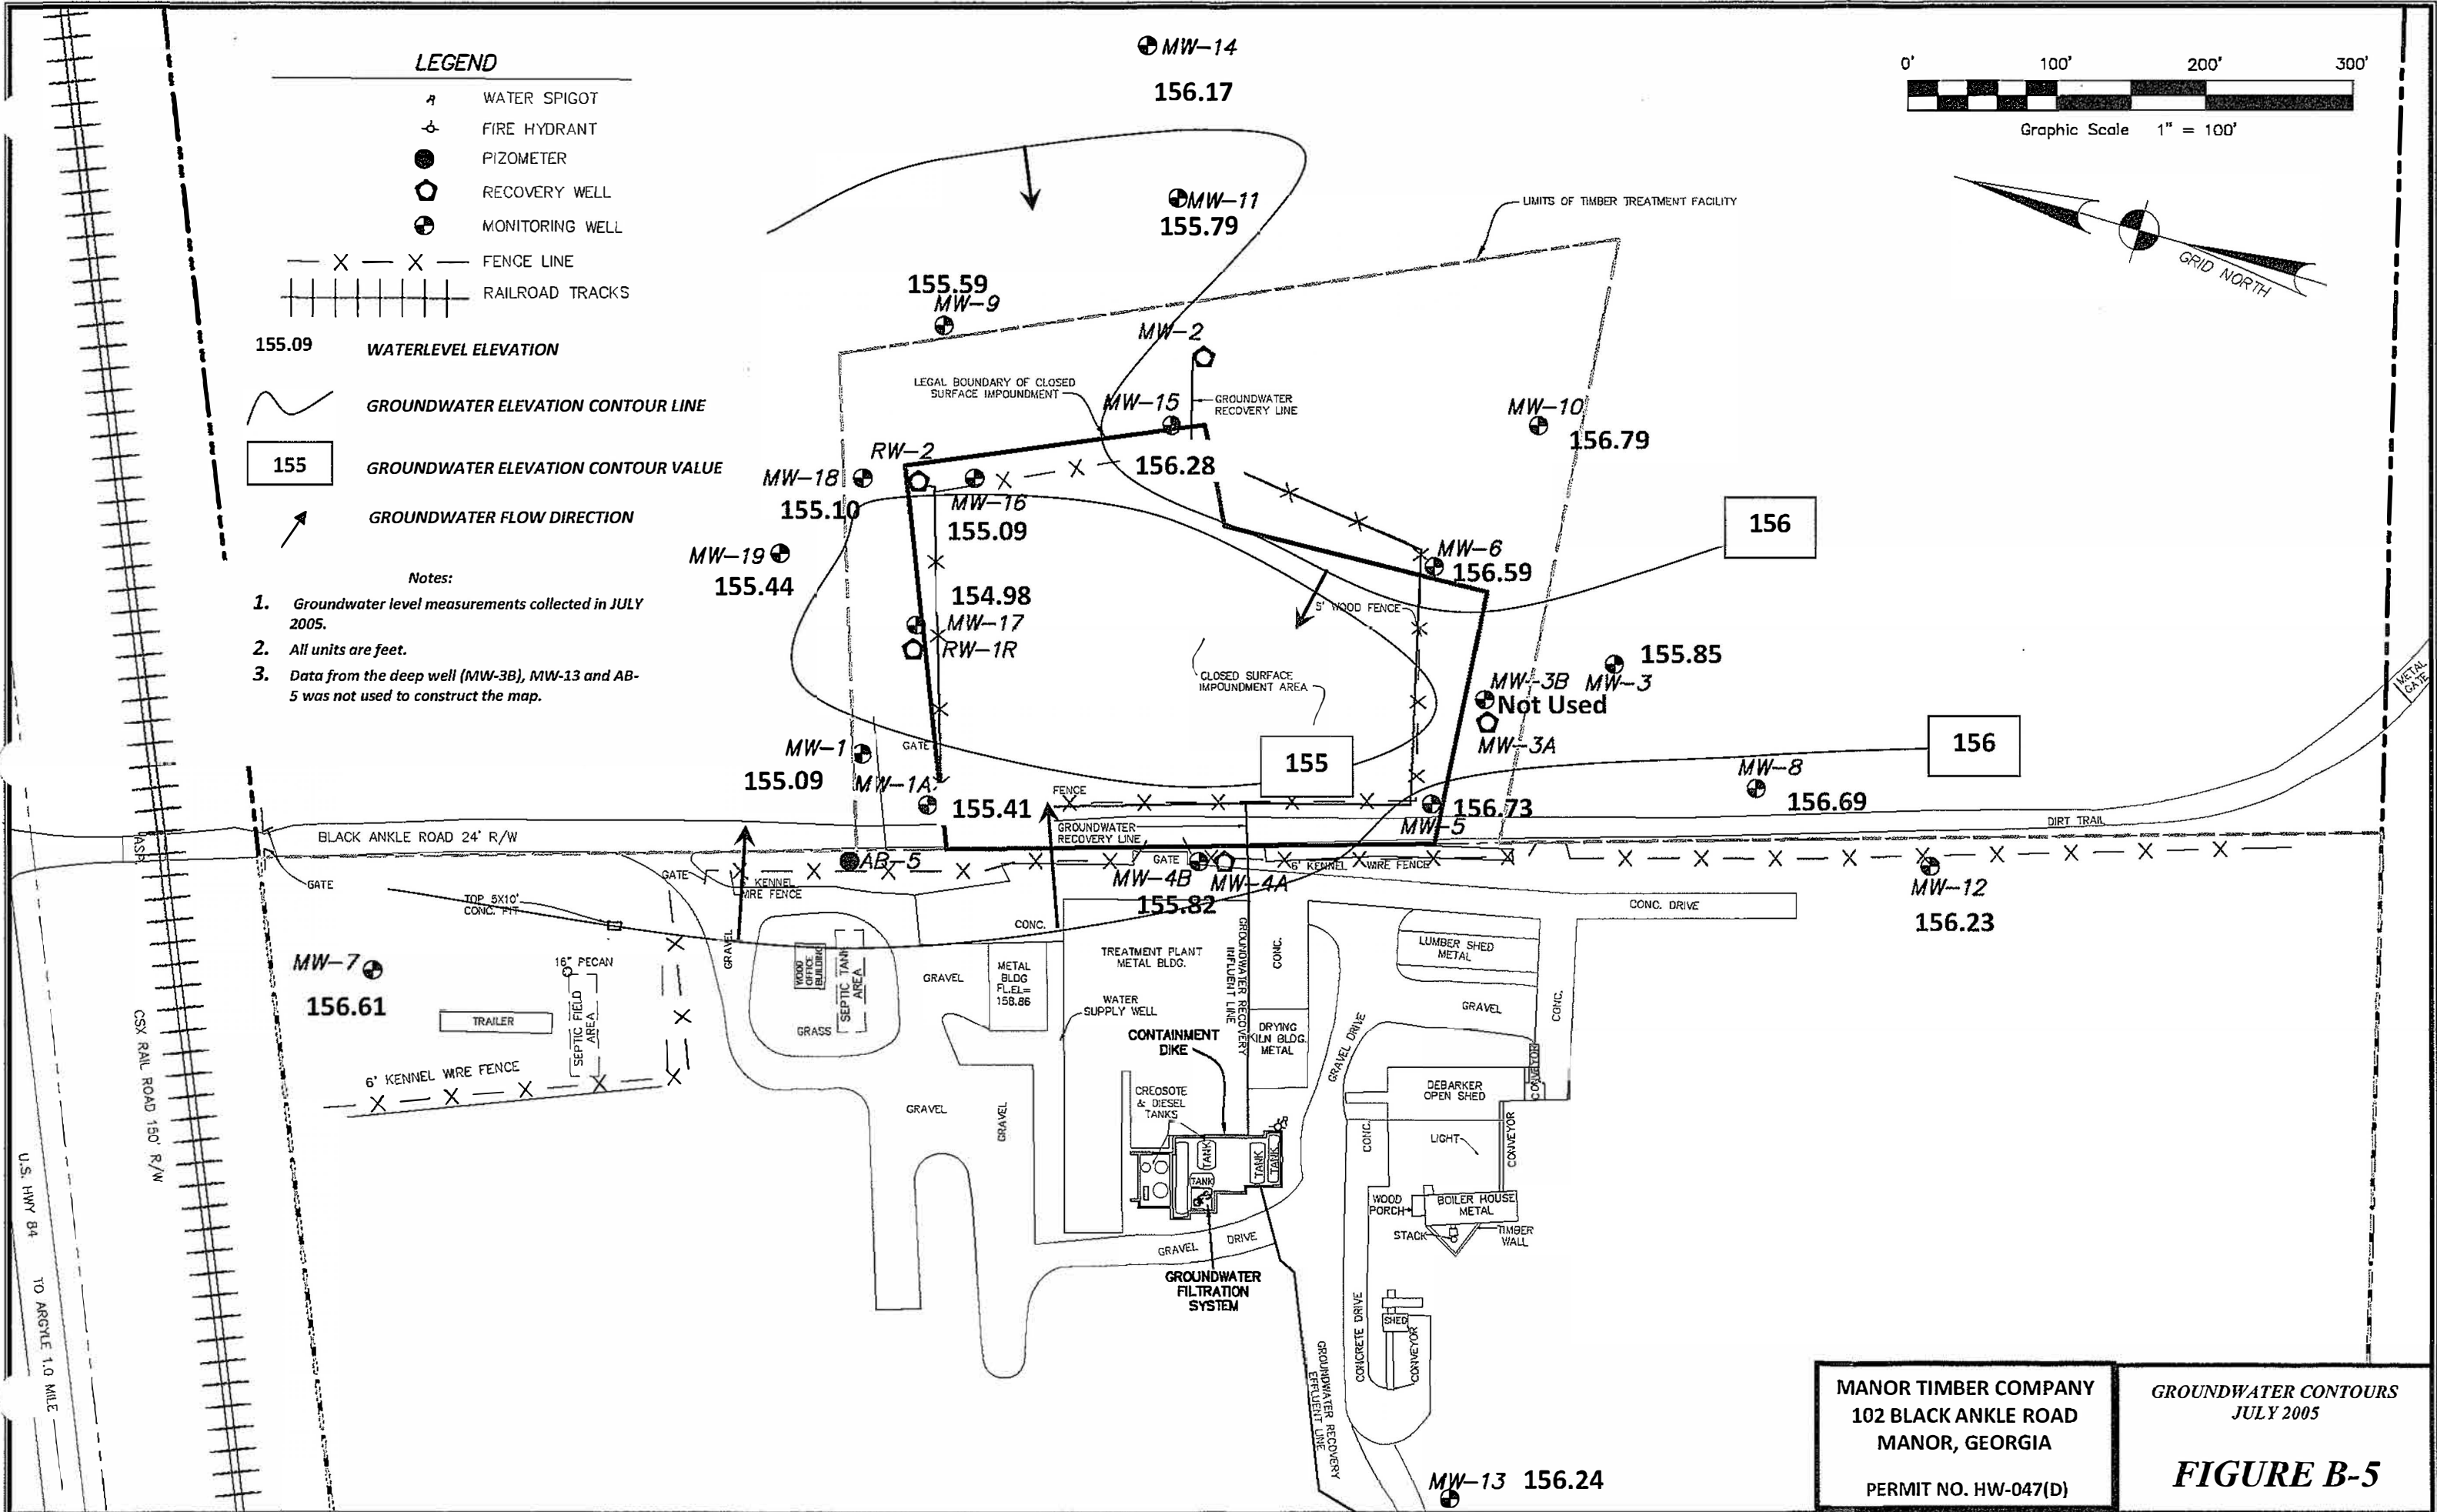 LEGEND
WATER SPIGOT
FIRE HYDRANT
PIZOMETER
RECOVERY WELL
MONITORING WELL
FENCE LINE
RAILROAD TRACKS
155.09 WATERLEVEL ELEVATION
GROUNDWATER ELEVATION CONTOUR LINE
155 GROUNDWATER ELEVATION CONTOUR VALUE
GROUNDWATER FLOW DIRECTION
Notes:
1. Groundwater level measurements collected in JULY
2005.
2. All units are feet.
3. Data from the deep well (MW-3B), MW-13 and AB-
5 was not used to construct the map.
MW-14
156.17
0' 100' 200' 300'
Graphic Scale 1" = 100'
GRID NORTH
MW-11
155.79
LIMITS OF TIMBER TREATMENT FACILITY
155.59
MW-9
MW-2
LEGAL BOUNDARY OF CLOSED
SURFACE IMPOUNDMENT
MW-15
GROUNDWATER
RECOVERY LINE
MW-10
156.79
RW-2
156.28
MW-18
155.10
MW-16
155.09
156
MW-19
155.44
MW-6
156.59
154.98
MW-17
RW-1R
5' WOOD FENCE
CLOSED SURFACE
IMPOUNDMENT AREA
155.85
MW-3B MW-3
Not Used
MW-3A
METAL
GATE
MW-1
155.09
GATE
MW-1A
155.41
155
156
MW-8
156.69
FENCE
156.73
MW-5
DIRT TRAIL
ASP.
BLACK ANKLE ROAD 24' R/W
GROUNDWATER
RECOVERY LINE
AB-5
GATE
GATE
GATE
KENNEL
WIRE FENCE
6' KENNEL WIRE FENCE
MW-4B MW-4A
155.82
MW-12
156.23
TOP 5X10'
CONC. PIT
CONC.
CONC. DRIVE
MW-7
156.61
16" PECAN
SEPTIC FIELD
AREA
TRAILER
6' KENNEL WIRE FENCE
GRAVEL
WOOD
OFFICE
BUILDING
SEPTIC TANK
AREA
GRASS
GRAVEL
METAL
BLDG
FL.EL=
158.86
TREATMENT PLANT
METAL BLDG.
WATER
SUPPLY WELL
GROUNDWATER RECOVERY
INFLUENT LINE
CONC.
DRYING
KILN BLDG.
METAL
LUMBER SHED
METAL
GRAVEL
CONC.
GRAVEL DRIVE
CONTAINMENT
DIKE
CREOSOTE
& DIESEL
TANKS
TANK
TANK
TANK
TANK
GRAVEL
GRAVEL
DEBARKER
OPEN SHED
CONVEYOR
CONC.
LIGHT
CONVEYOR
WOOD
PORCH
BOILER HOUSE
METAL
STACK
TIMBER
WALL
GRAVEL DRIVE
GROUNDWATER
FILTRATION
SYSTEM
GROUNDWATER RECOVERY
EFFLUENT LINE
CONCRETE DRIVE
SHED
CONVEYOR
MW-13 156.24
CSX RAIL ROAD 150' R/W
U.S. HWY 84 TO ARGYLE 1.0 MILE
MANOR TIMBER COMPANY
102 BLACK ANKLE ROAD
MANOR, GEORGIA
PERMIT NO. HW-047(D)
GROUNDWATER CONTOURS
JULY 2005
FIGURE B-5